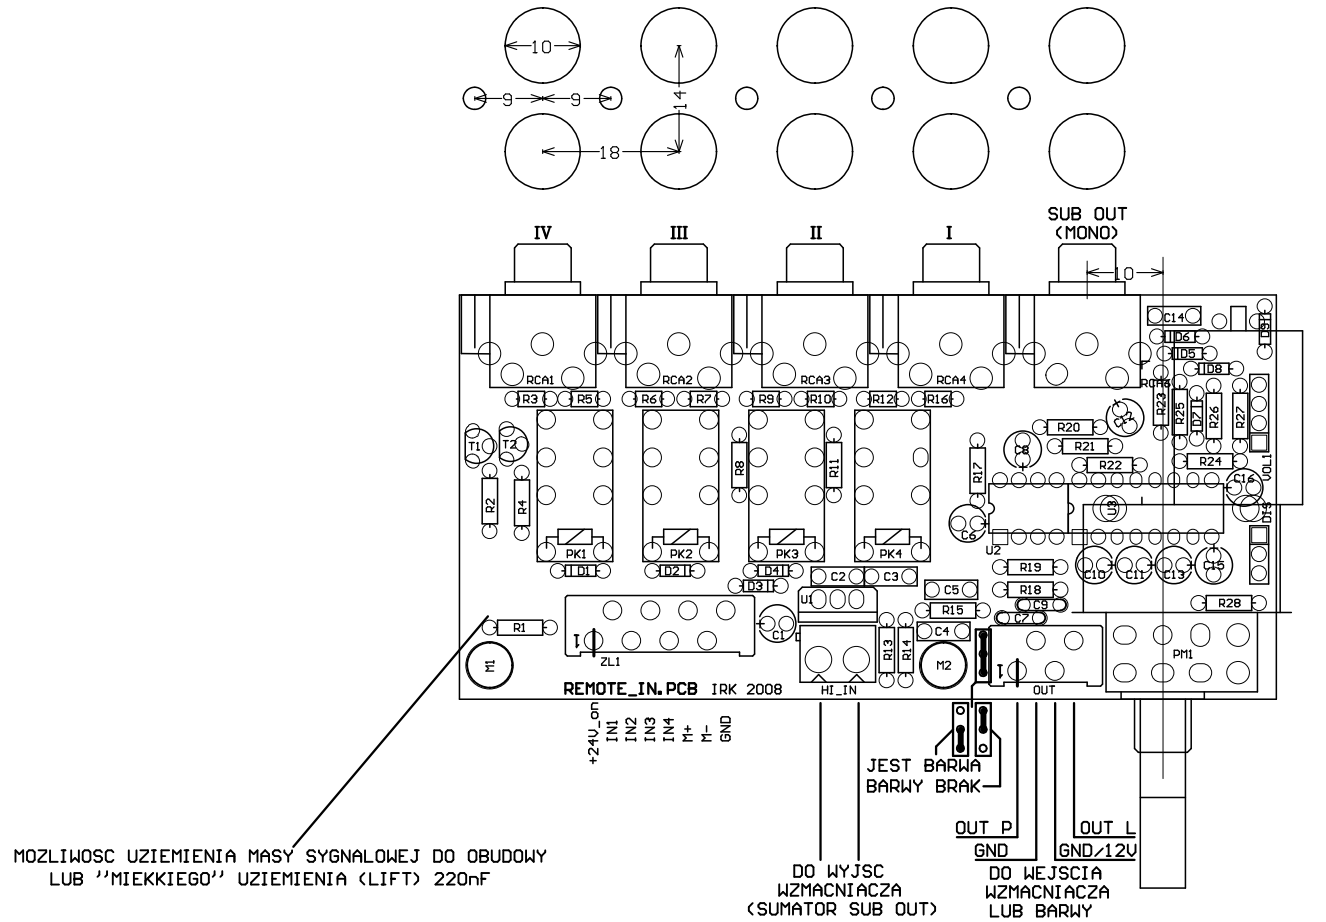 10
9
9
14
18
SUB OUT
(MONO)
IV
III
II
I
10
C14
D9
D6
D5
D8
RCA1
RCA2
RCA3
RCA4
R3
R5
R6
R7
R9
R10
R12
R16
R23
R25
D7
R26
R27
C12
T1
T2
R20
R21
R22
C8
R24
VOL1
R8
R11
R17
R2
R4
C16
U3
C6
U2
PK1
PK2
PK3
PK4
D1
D2
D4
D3
C2
C3
C5
R19
R18
C10
C11
C13
C15
U1
R15
C9
C7
R28
R1
C1
C4
1
ZL1
R13
R14
M1
M2
1
PM1
REMOTE_IN.PCB IRK 2008
HI_IN
OUT
+24V_on
IN1
IN2
IN3
IN4
M+
M-
GND
JEST BARWA
BARWY BRAK
OUT P
OUT L
GND
GND/12V
MOZLIWOSC UZIEMIENIA MASY SYGNALOWEJ DO OBUDOWY
LUB ''MIEKKIEGO'' UZIEMIENIA (LIFT) 220nF
DO WYJSC
WZMACNIACZA
(SUMATOR SUB OUT)
DO WEJSCIA
WZMACNIACZA
LUB BARWY